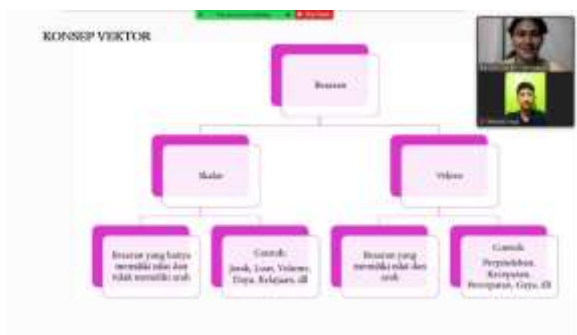 KONSEP VEKTOR
Besaran
Skalar
Vektor
Besaran yang hanya
memiliki nilai dan
tidak memiliki arah
Contoh:
Jarak, Luas, Volume,
Daya, Kelajuan, dll
Besaran yang
memiliki nilai dan
arah
Contoh:
Perpindahan,
Kecepatan,
Percepatan, Gaya, dll